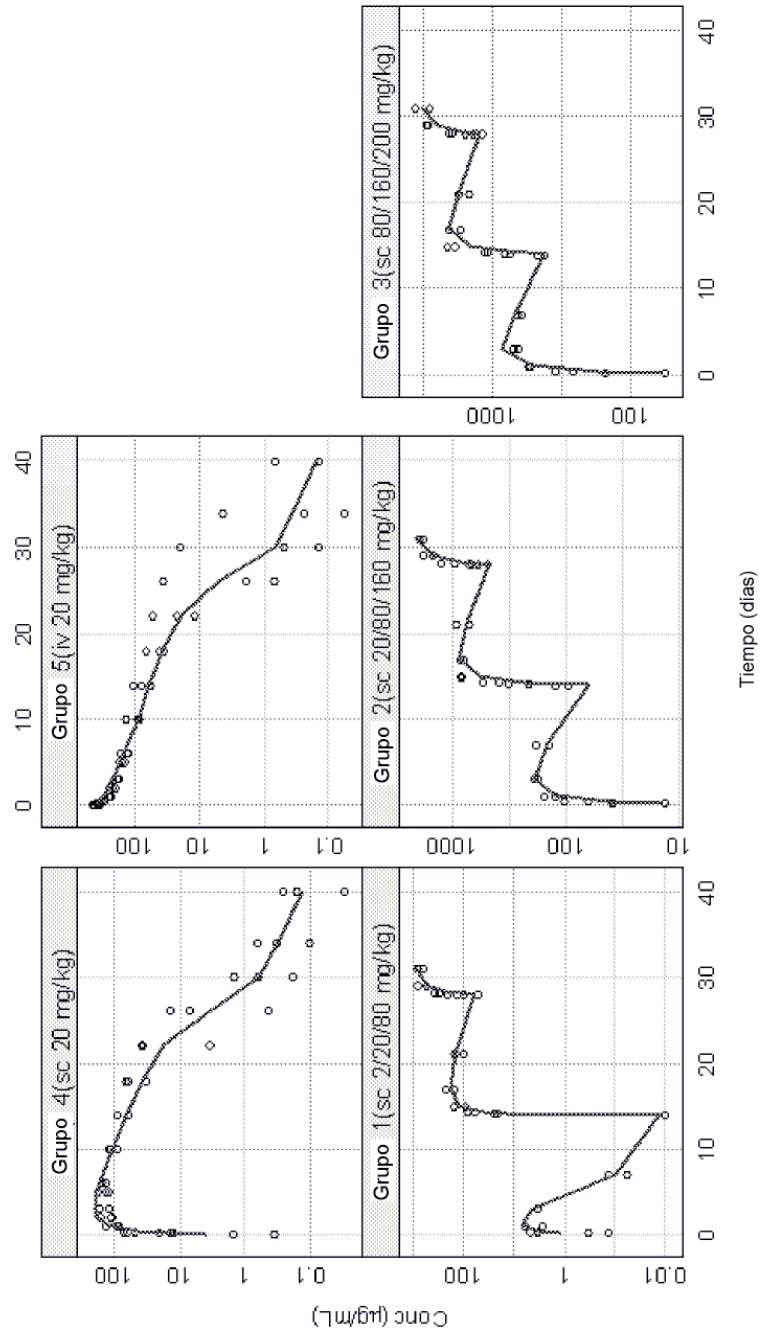 0 10 20 30 40
Grupo 4(sc 20 mg/kg)
Grupo 5(iv 20 mg/kg)
100
10
1
0.1
100
10
1
0.1
Conc (µg/mL)
Grupo 1(sc 2/20/80 mg/kg)
Grupo 2(sc 20/80/160 mg/kg)
Grupo 3(sc 80/160/200 mg/kg)
100
1
0.01
1000
100
10
1000
100
0 10 20 30 40
0 10 20 30 40
Tiempo (días)